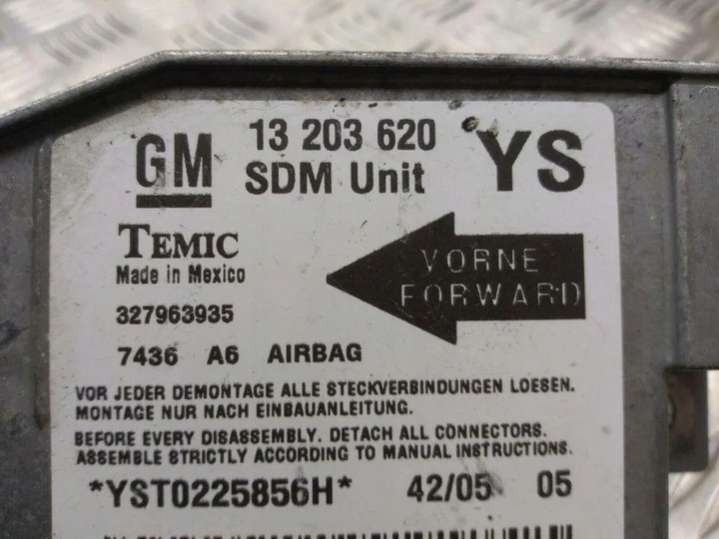 GM 13 203 620 YS
SDM Unit
TEMIC
Made in Mexico
VORNE
FORWARD
327963935
7436 A6 AIRBAG
VOR JEDER DEMONTAGE ALLE STECKVERBINDUNGEN LOESEN.
MONTAGE NUR NACH EINBAUANLEITUNG.
BEFORE EVERY DISASSEMBLY. DETACH ALL CONNECTORS.
ASSEMBLE STRICTLY ACCORDING TO MANUAL INSTRUCTIONS.
*YST0225856H* 42/05 05